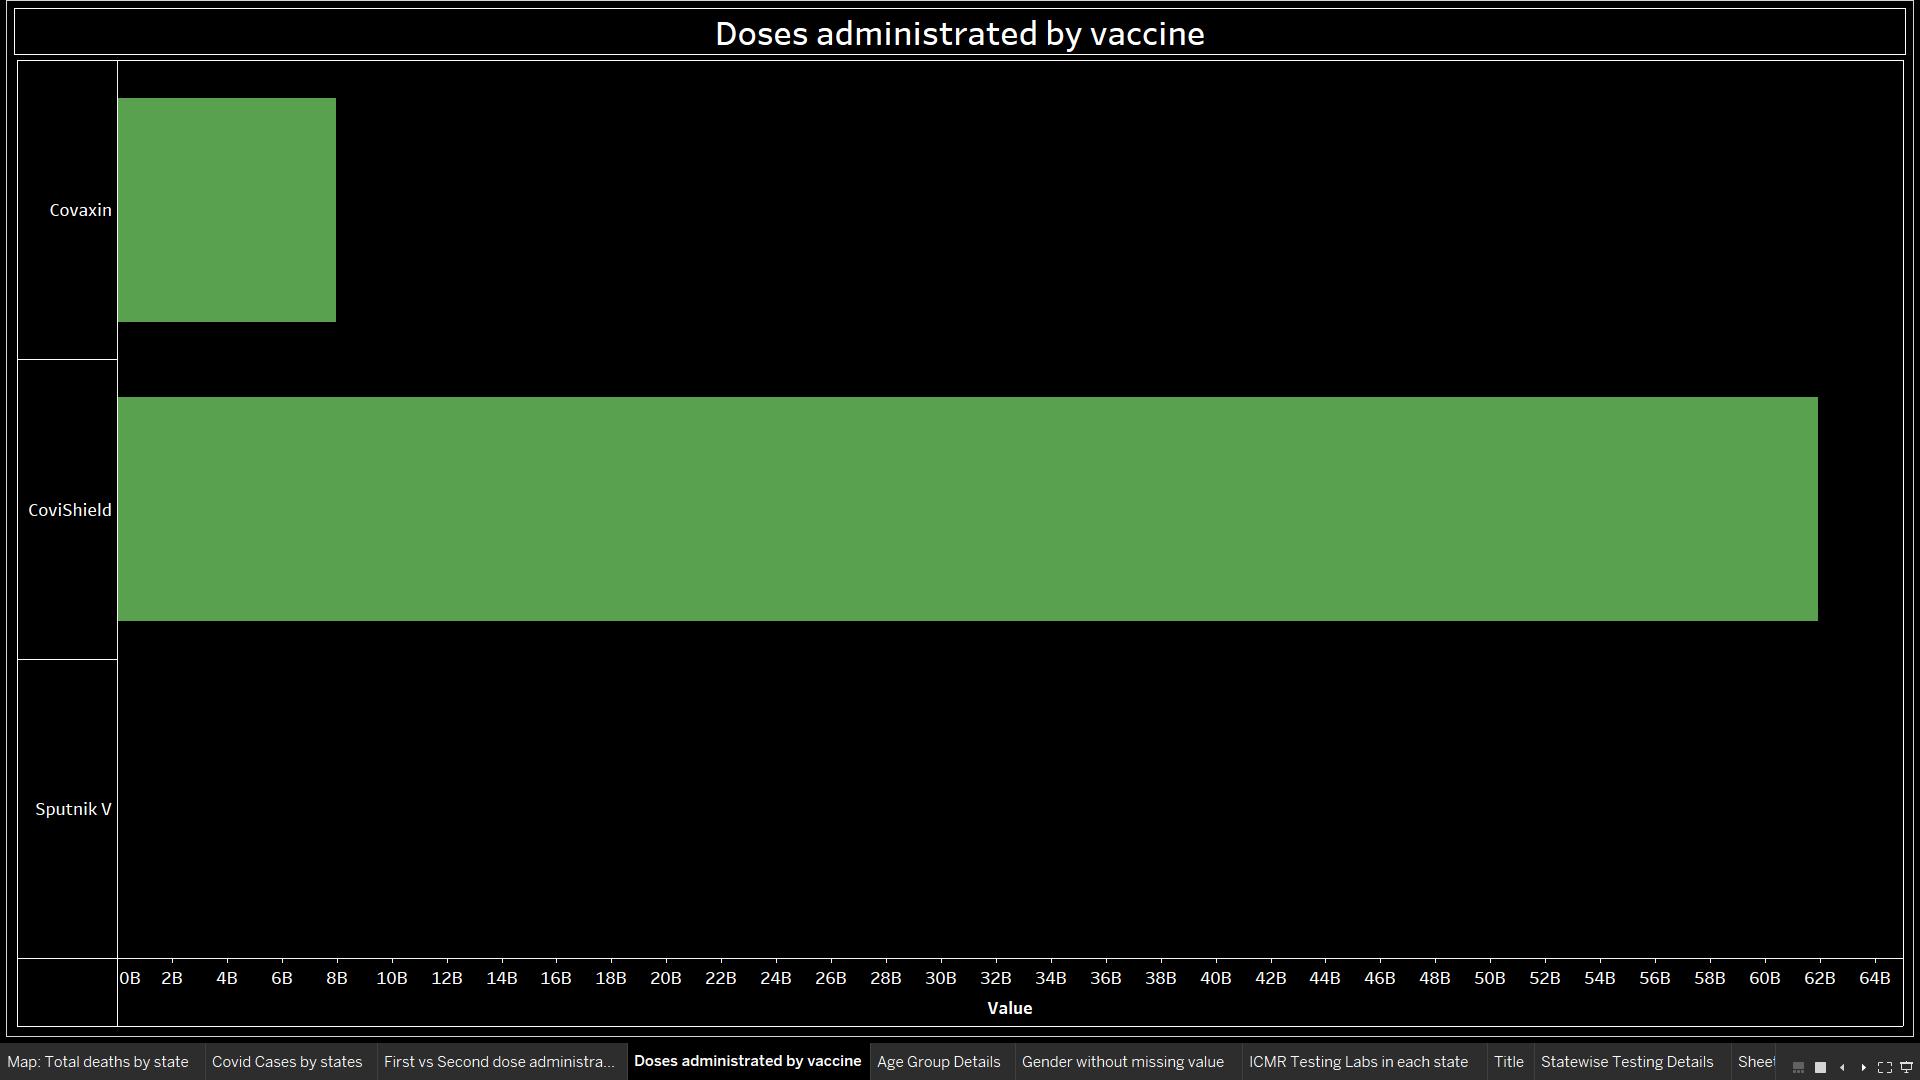 Doses administrated by vaccine
Covaxin
CoviShield
Sputnik V
0B 2B 4B 6B 8B 10B 12B 14B 16B 18B 20B 22B 24B 26B 28B 30B 32B 34B 36B 38B 40B 42B 44B 46B 48B 50B 52B 54B 56B 58B 60B 62B 64B
Value
Map: Total deaths by state Covid Cases by states First vs Second dose administra... Doses administrated by vaccine Age Group Details Gender without missing value ICMR Testing Labs in each state Title Statewise Testing Details Sheet